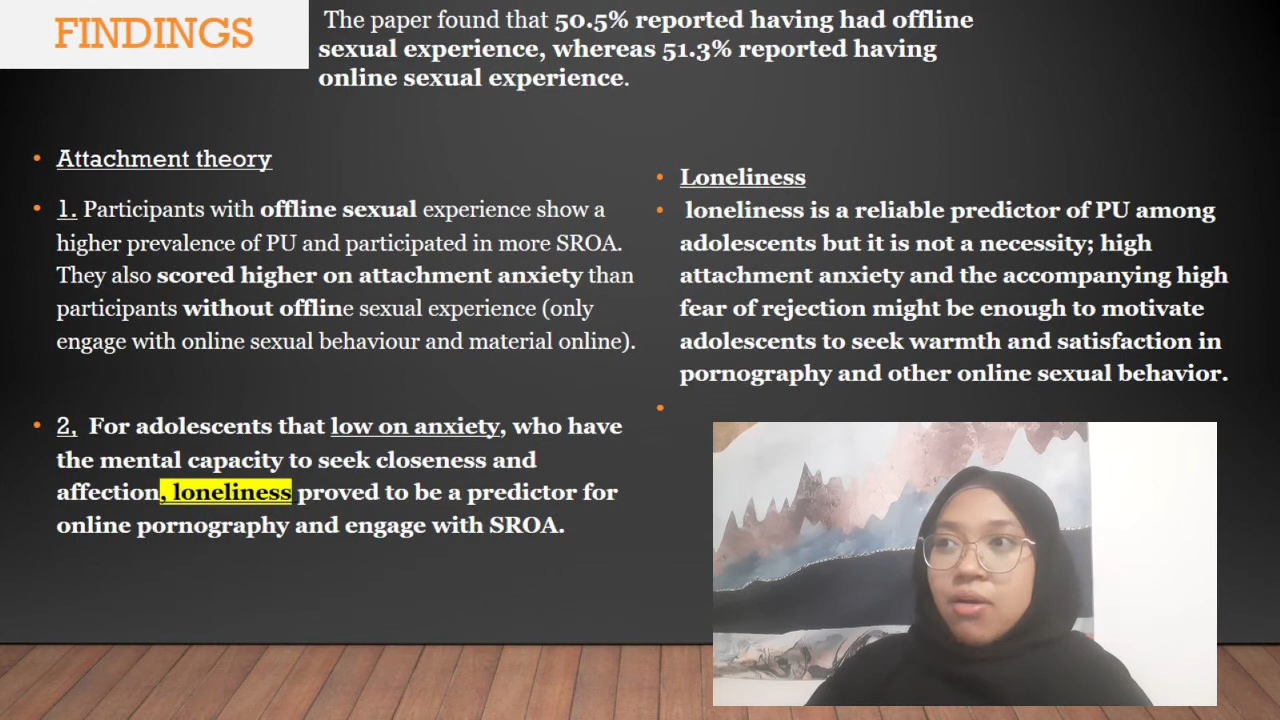 FINDINGS
The paper found that 50.5% reported having had offline
sexual experience, whereas 51.3% reported having
online sexual experience.
Attachment theory
1. Participants with offline sexual experience show a
higher prevalence of PU and participated in more SROA.
They also scored higher on attachment anxiety than
participants without offline sexual experience (only
engage with online sexual behaviour and material online).
2, For adolescents that low on anxiety, who have
the mental capacity to seek closeness and
affection, loneliness proved to be a predictor for
online pornography and engage with SROA.
Loneliness
loneliness is a reliable predictor of PU among
adolescents but it is not a necessity; high
attachment anxiety and the accompanying high
fear of rejection might be enough to motivate
adolescents to seek warmth and satisfaction in
pornography and other online sexual behavior.